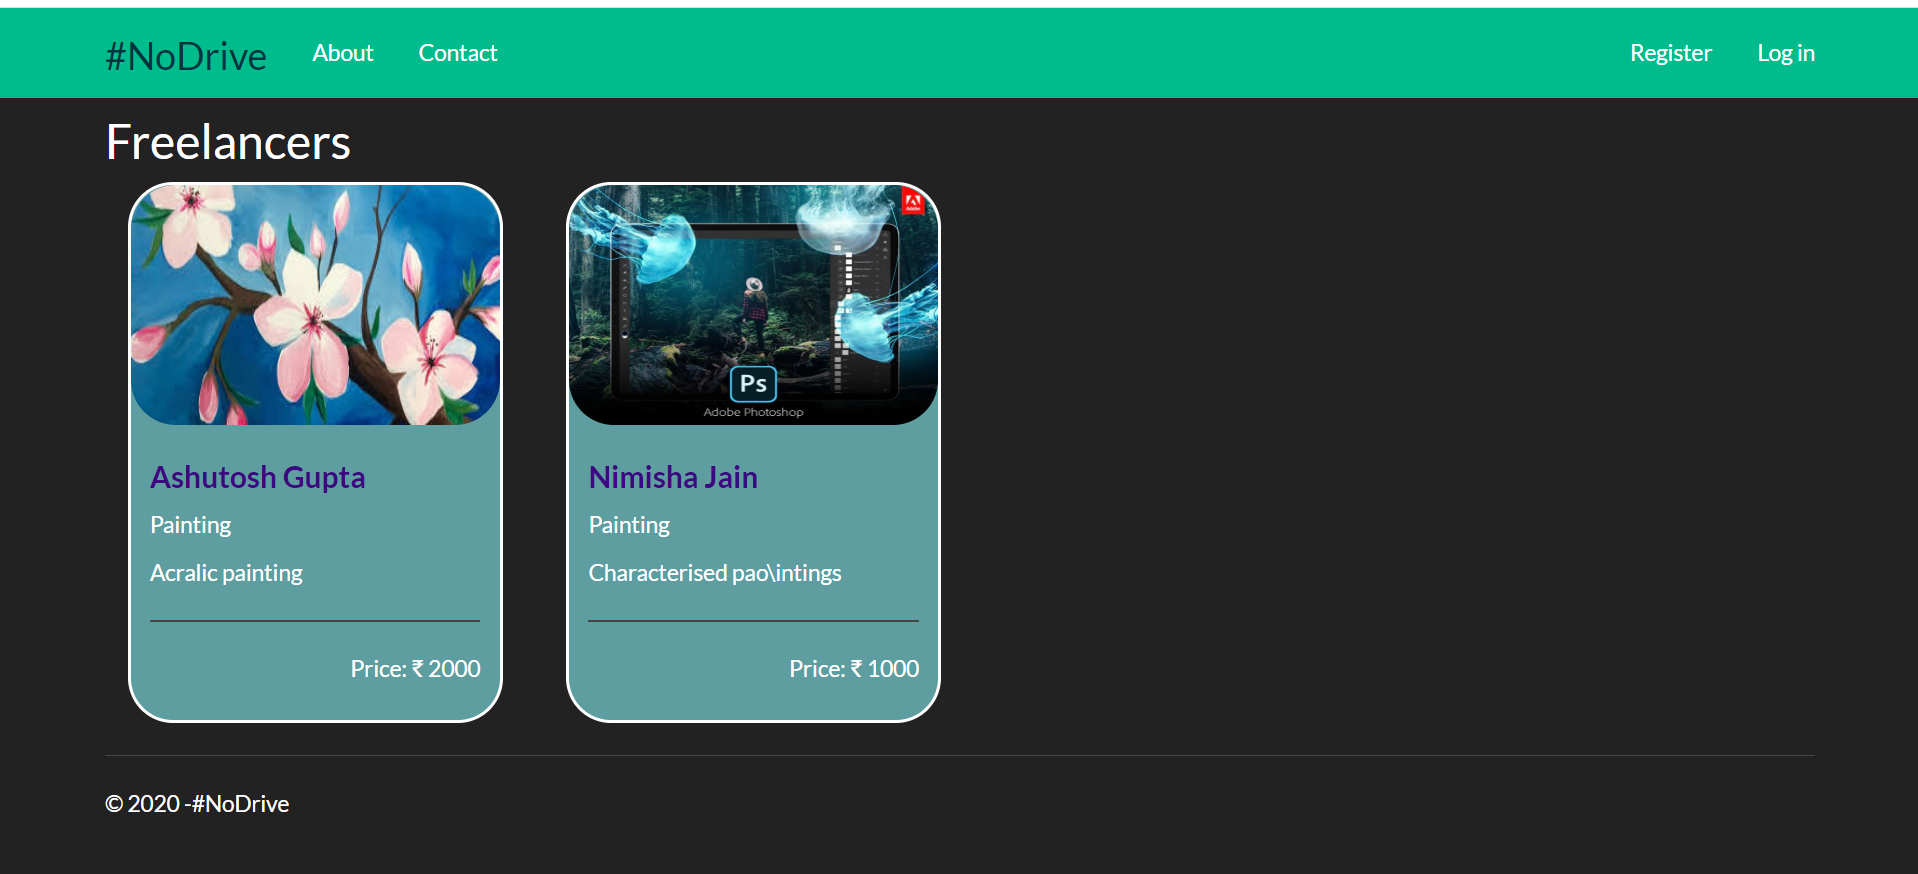 #NoDrive About Contact Register Log in
Freelancers
Adobe
Ps
Adobe Photoshop
Ashutosh Gupta
Painting
Acralic painting
Price: ₹ 2000
Nimisha Jain
Painting
Characterised pao\intings
Price: ₹ 1000
© 2020 -#NoDrive